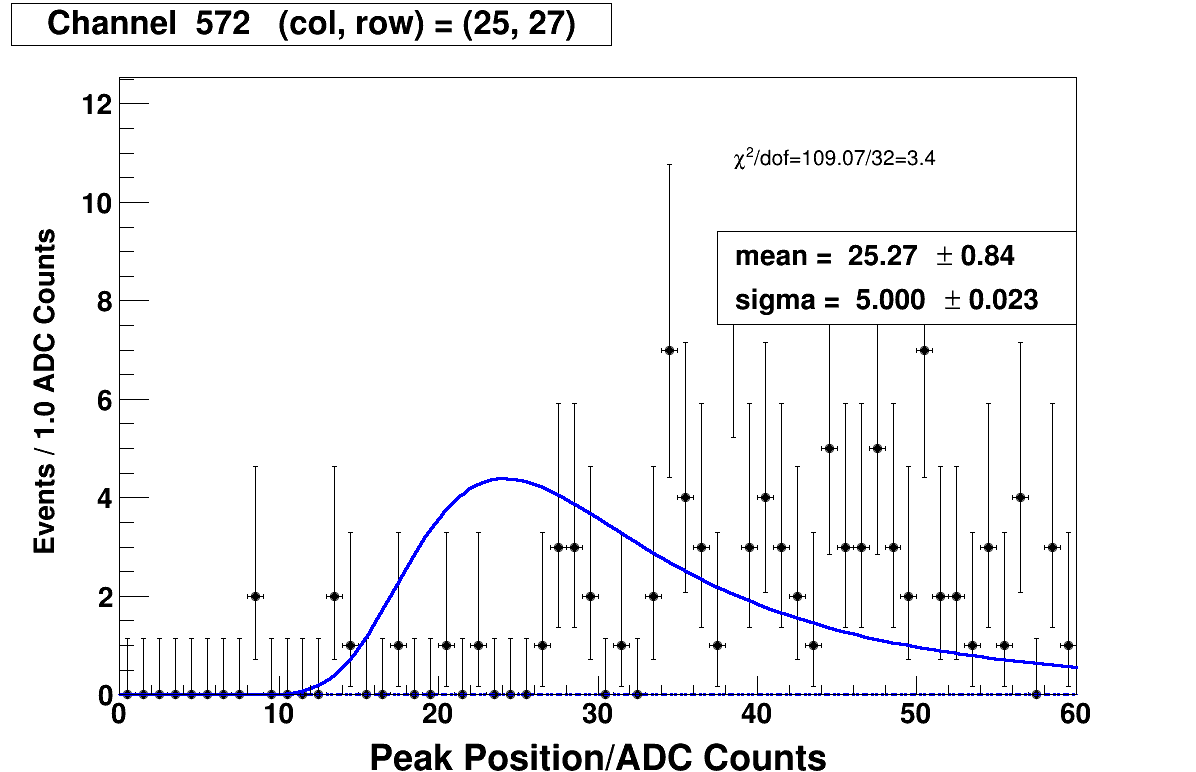 Channel 572 (col, row) = (25, 27)
12
10
8
6
4
2
0
Events / 1.0 ADC Counts
χ²/dof=109.07/32=3.4
mean = 25.27 ± 0.84
sigma = 5.000 ± 0.023
0 10 20 30 40 50 60
Peak Position/ADC Counts